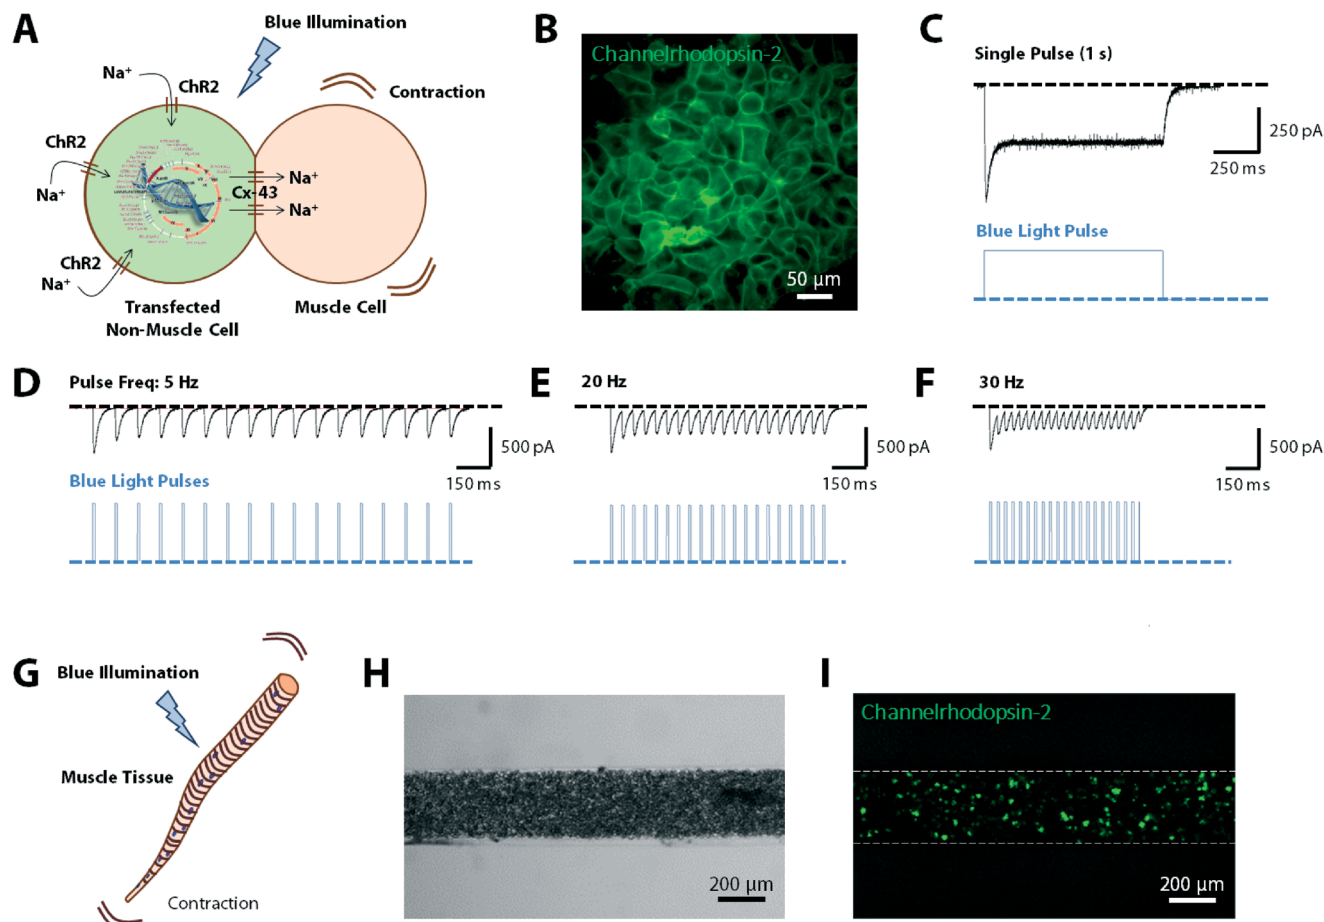 A
Blue Illumination
Na⁺
ChR2
Contraction
ChR2
Na⁺
Na⁺
Cx-43
Na⁺
ChR2
Na⁺
Transfected
Non-Muscle Cell
Muscle Cell
B
Channelrhodopsin-2
50 µm
C
Single Pulse (1 s)
250 pA
250 ms
Blue Light Pulse
D
Pulse Freq: 5 Hz
500 pA
150 ms
Blue Light Pulses
E
20 Hz
500 pA
150 ms
F
30 Hz
500 pA
150 ms
G
Blue Illumination
Muscle Tissue
Contraction
H
200 µm
I
Channelrhodopsin-2
200 µm